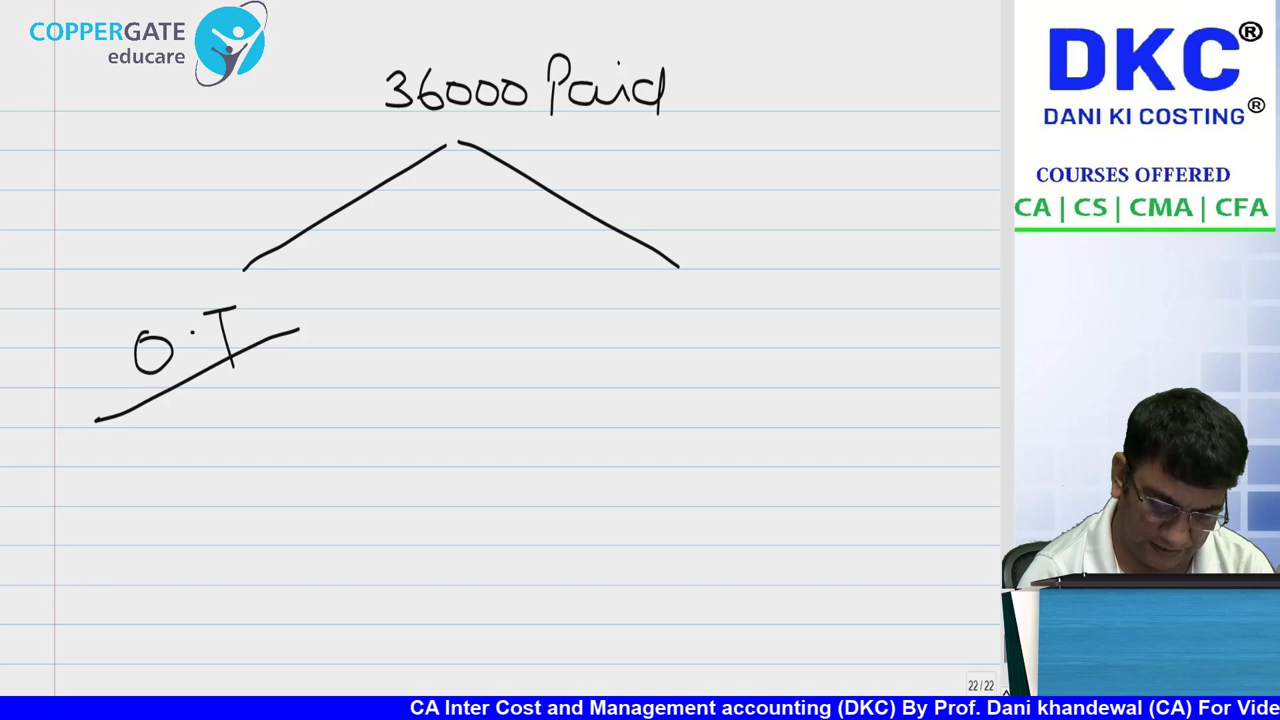 COPPERGATE
educare
36000 Paid
O.T
DKC®
DANI KI COSTING®
COURSES OFFERED
CA | CS | CMA | CFA
22/22
CA Inter Cost and Management accounting (DKC) By Prof. Dani khandewal (CA) For Vide